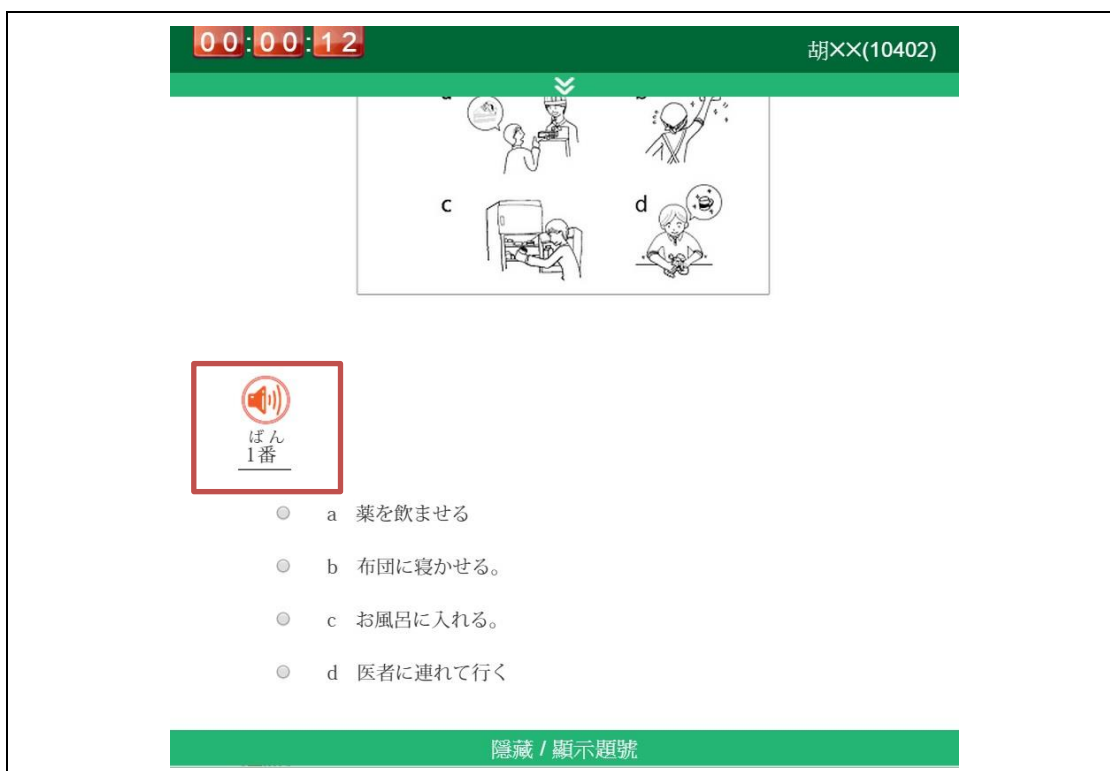 00:00:12
胡××(10402)
c
d
ばん
1番
a 薬を飲ませる
b 布団に寝かせる。
c お風呂に入れる。
d 医者に連れて行く
隱藏 / 顯示題號